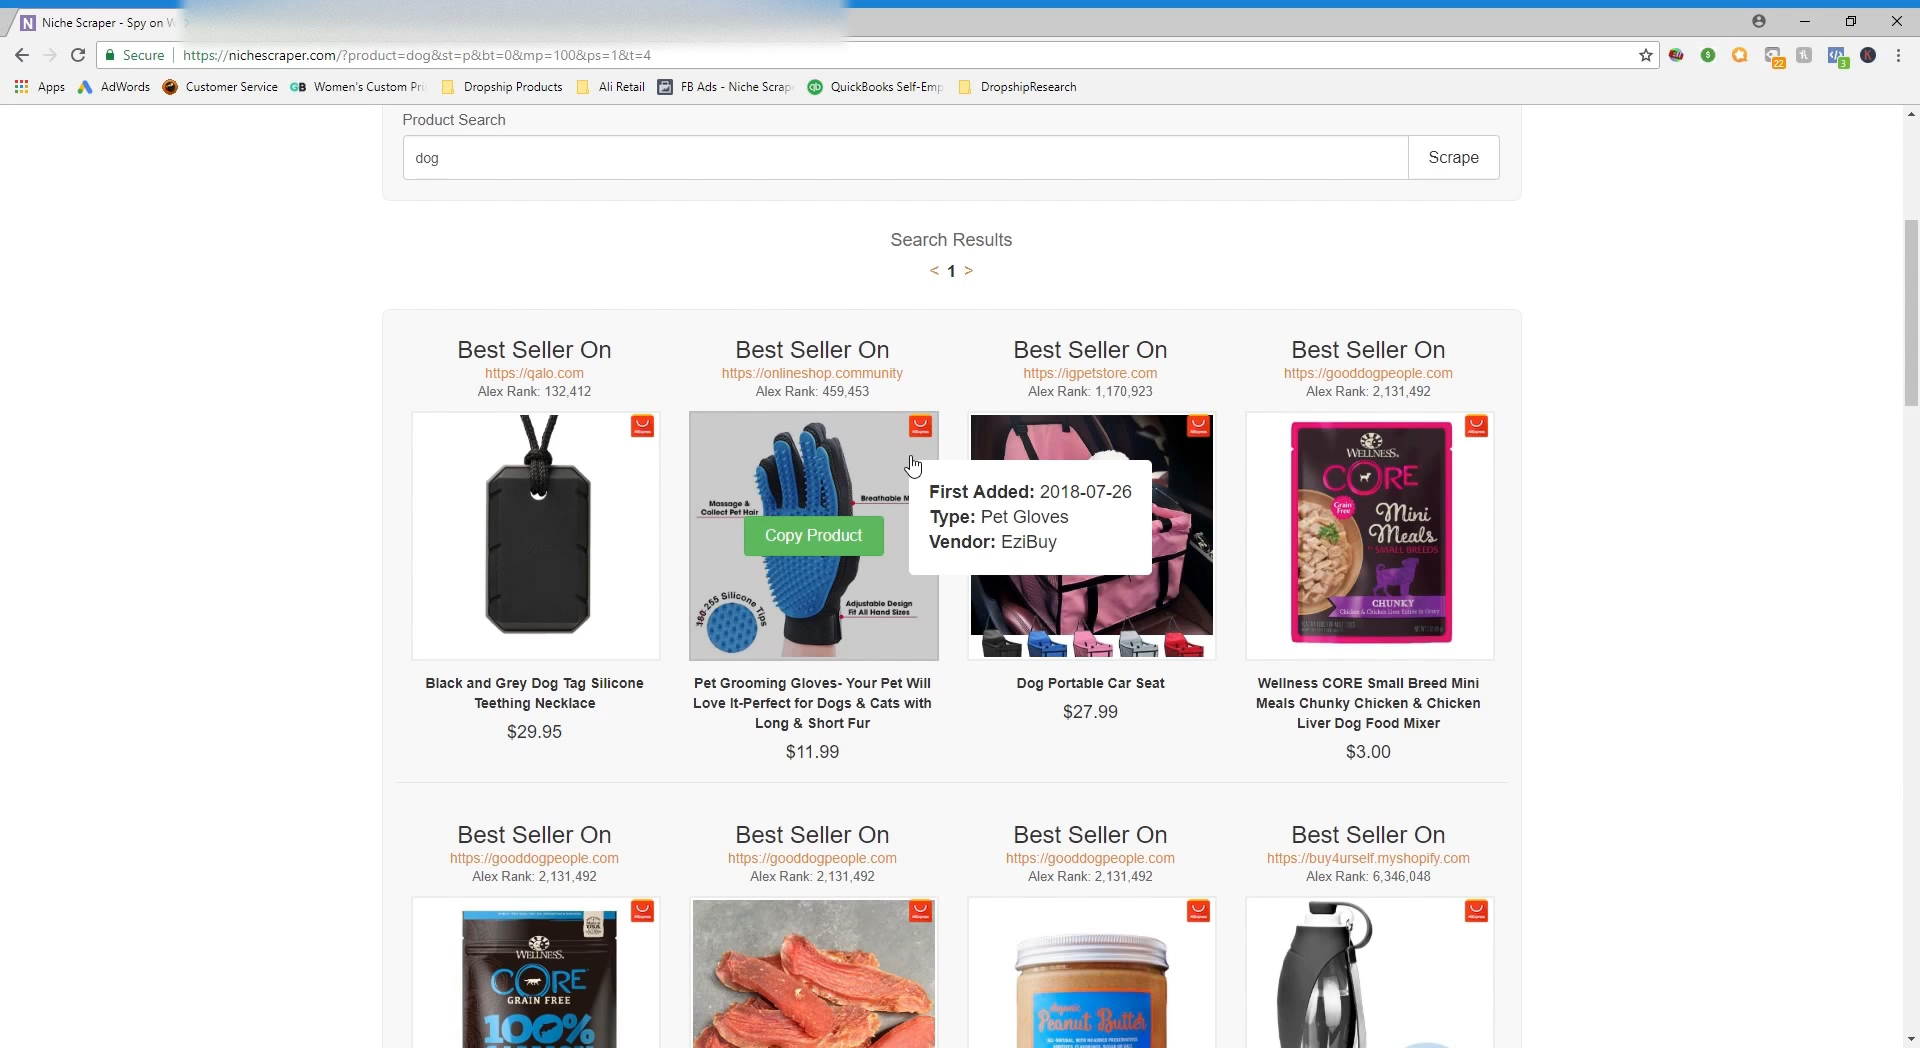 Niche Scraper - Spy on W
Secure
https://nichescraper.com/?product=dog&st=p&bt=0&mp=100&ps=1&t=4
22
3
K
Apps
AdWords
Customer Service
GB Women's Custom Pri
Dropship Products
Ali Retail
FB Ads - Niche Scrap
QuickBooks Self-Emp
DropshipResearch
Product Search
dog
Scrape
Search Results
< 1 >
Best Seller On
https://qalo.com
Alex Rank: 132,412
Black and Grey Dog Tag Silicone
Teething Necklace
$29.95
Best Seller On
https://onlineshop.community
Alex Rank: 459,453
Massage &
Collect Pet Hair
Breathable M
Copy Product
180-255 Silicone Tips
Adjustable Design
Fit All Hand Sizes
Pet Grooming Gloves- Your Pet Will
Love It-Perfect for Dogs & Cats with
Long & Short Fur
$11.99
First Added: 2018-07-26
Type: Pet Gloves
Vendor: EziBuy
Best Seller On
https://igpetstore.com
Alex Rank: 1,170,923
Dog Portable Car Seat
$27.99
Best Seller On
https://gooddogpeople.com
Alex Rank: 2,131,492
WELLNESS
CORE
Grain
Free
Mini
Meals
SMALL BREEDS
CHUNKY
Chicken & Chicken Liver Entrée in Gravy
Wellness CORE Small Breed Mini
Meals Chunky Chicken & Chicken
Liver Dog Food Mixer
$3.00
Best Seller On
https://gooddogpeople.com
Alex Rank: 2,131,492
WELLNESS
CORE
GRAIN FREE
100%
Best Seller On
https://gooddogpeople.com
Alex Rank: 2,131,492
Best Seller On
https://gooddogpeople.com
Alex Rank: 2,131,492
organic
Peanut Butter
Best Seller On
https://buy4urself.myshopify.com
Alex Rank: 6,346,048